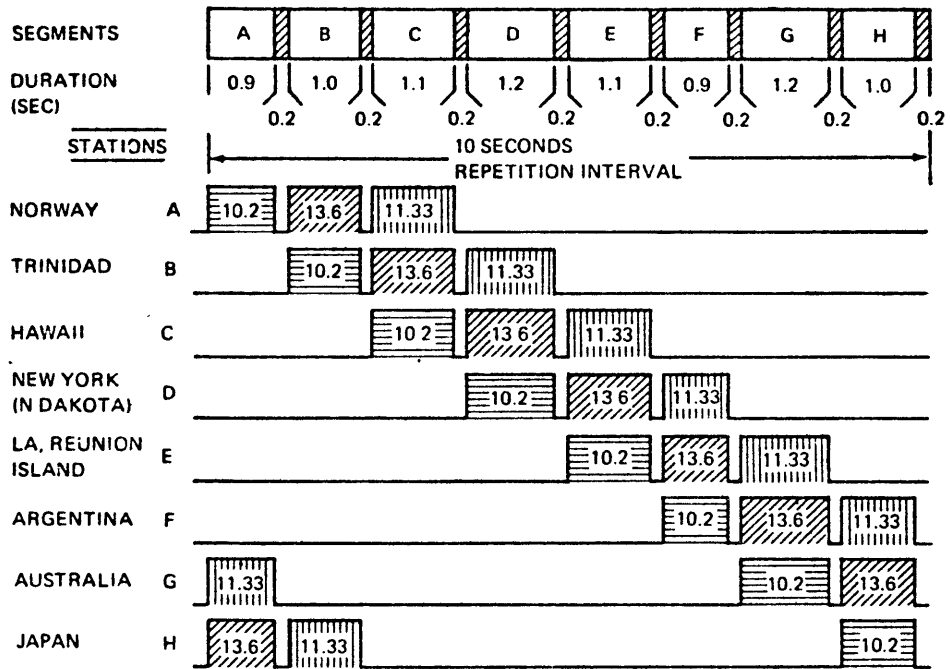 SEGMENTS A B C D E F G H
DURATION 0.9 1.0 1.1 1.2 1.1 0.9 1.2 1.0
(SEC) 0.2 0.2 0.2 0.2 0.2 0.2 0.2 0.2
STATIONS 10 SECONDS
REPETITION INTERVAL
NORWAY A 10.2 13.6 11.33
TRINIDAD B 10.2 13.6 11.33
HAWAII C 10 2 13 6 11.33
NEW YORK
(N DAKOTA) D 10.2 13 6 11.33
LA, REUNION
ISLAND E 10.2 13.6 11.33
ARGENTINA F 10.2 13.6 11.33
AUSTRALIA G 11.33 10.2 13.6
JAPAN H 13.6 11.33 10.2